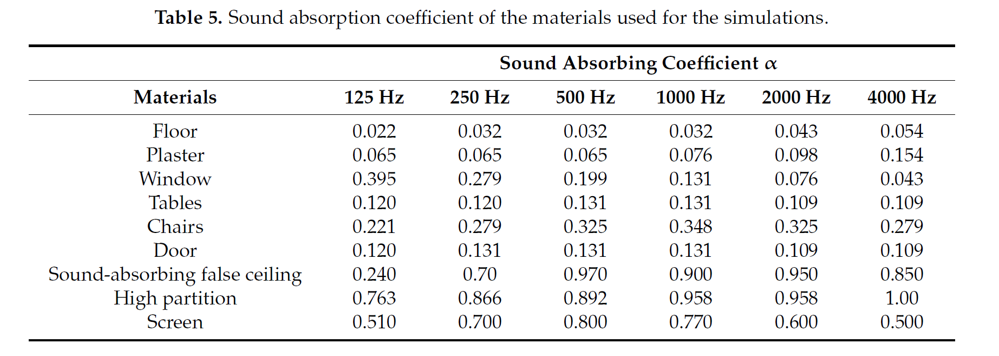 Table 5. Sound absorption coefficient of the materials used for the simulations.
Sound Absorbing Coefficient α
Materials 125 Hz 250 Hz 500 Hz 1000 Hz 2000 Hz 4000 Hz
Floor 0.022 0.032 0.032 0.032 0.043 0.054
Plaster 0.065 0.065 0.065 0.076 0.098 0.154
Window 0.395 0.279 0.199 0.131 0.076 0.043
Tables 0.120 0.120 0.131 0.131 0.109 0.109
Chairs 0.221 0.279 0.325 0.348 0.325 0.279
Door 0.120 0.131 0.131 0.131 0.109 0.109
Sound-absorbing false ceiling 0.240 0.70 0.970 0.900 0.950 0.850
High partition 0.763 0.866 0.892 0.958 0.958 1.00
Screen 0.510 0.700 0.800 0.770 0.600 0.500